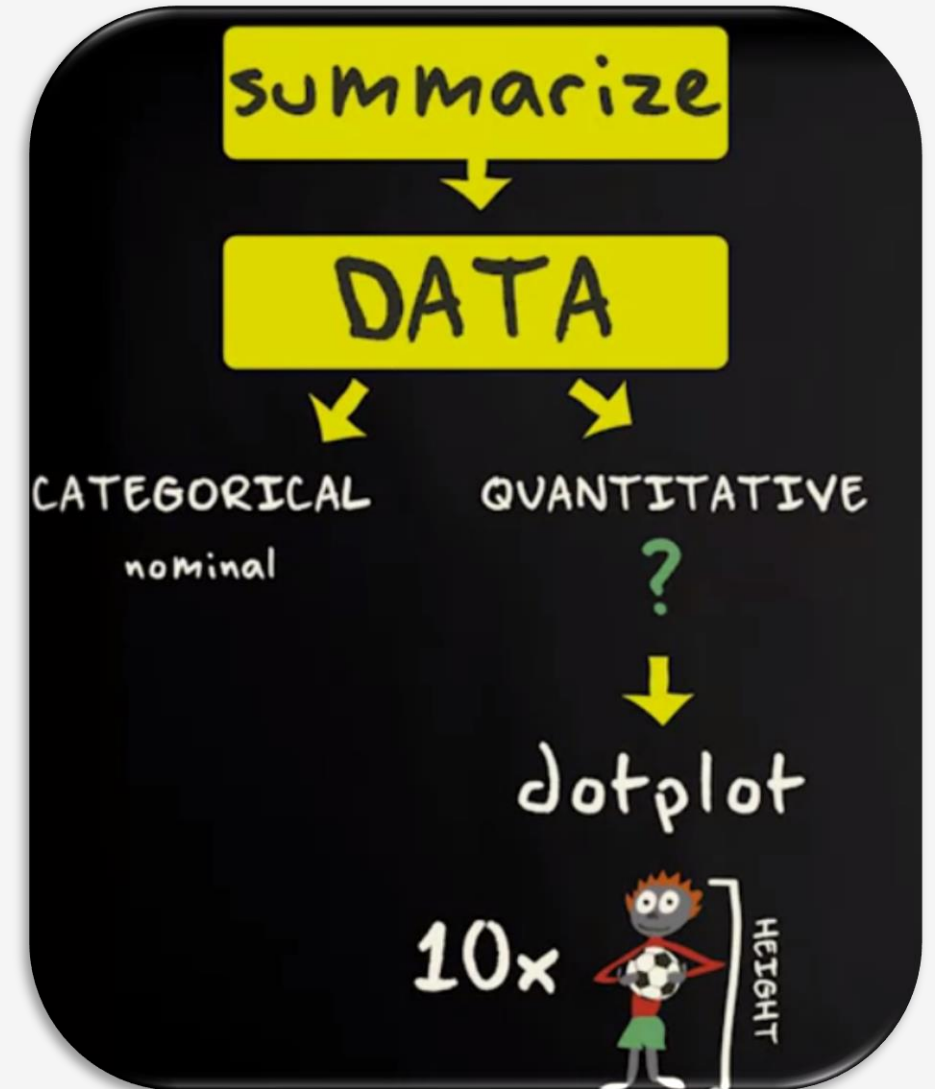 summarize
DATA
CATEGORICAL QUANTITATIVE
nominal ?
dotplot
10x HEIGHT